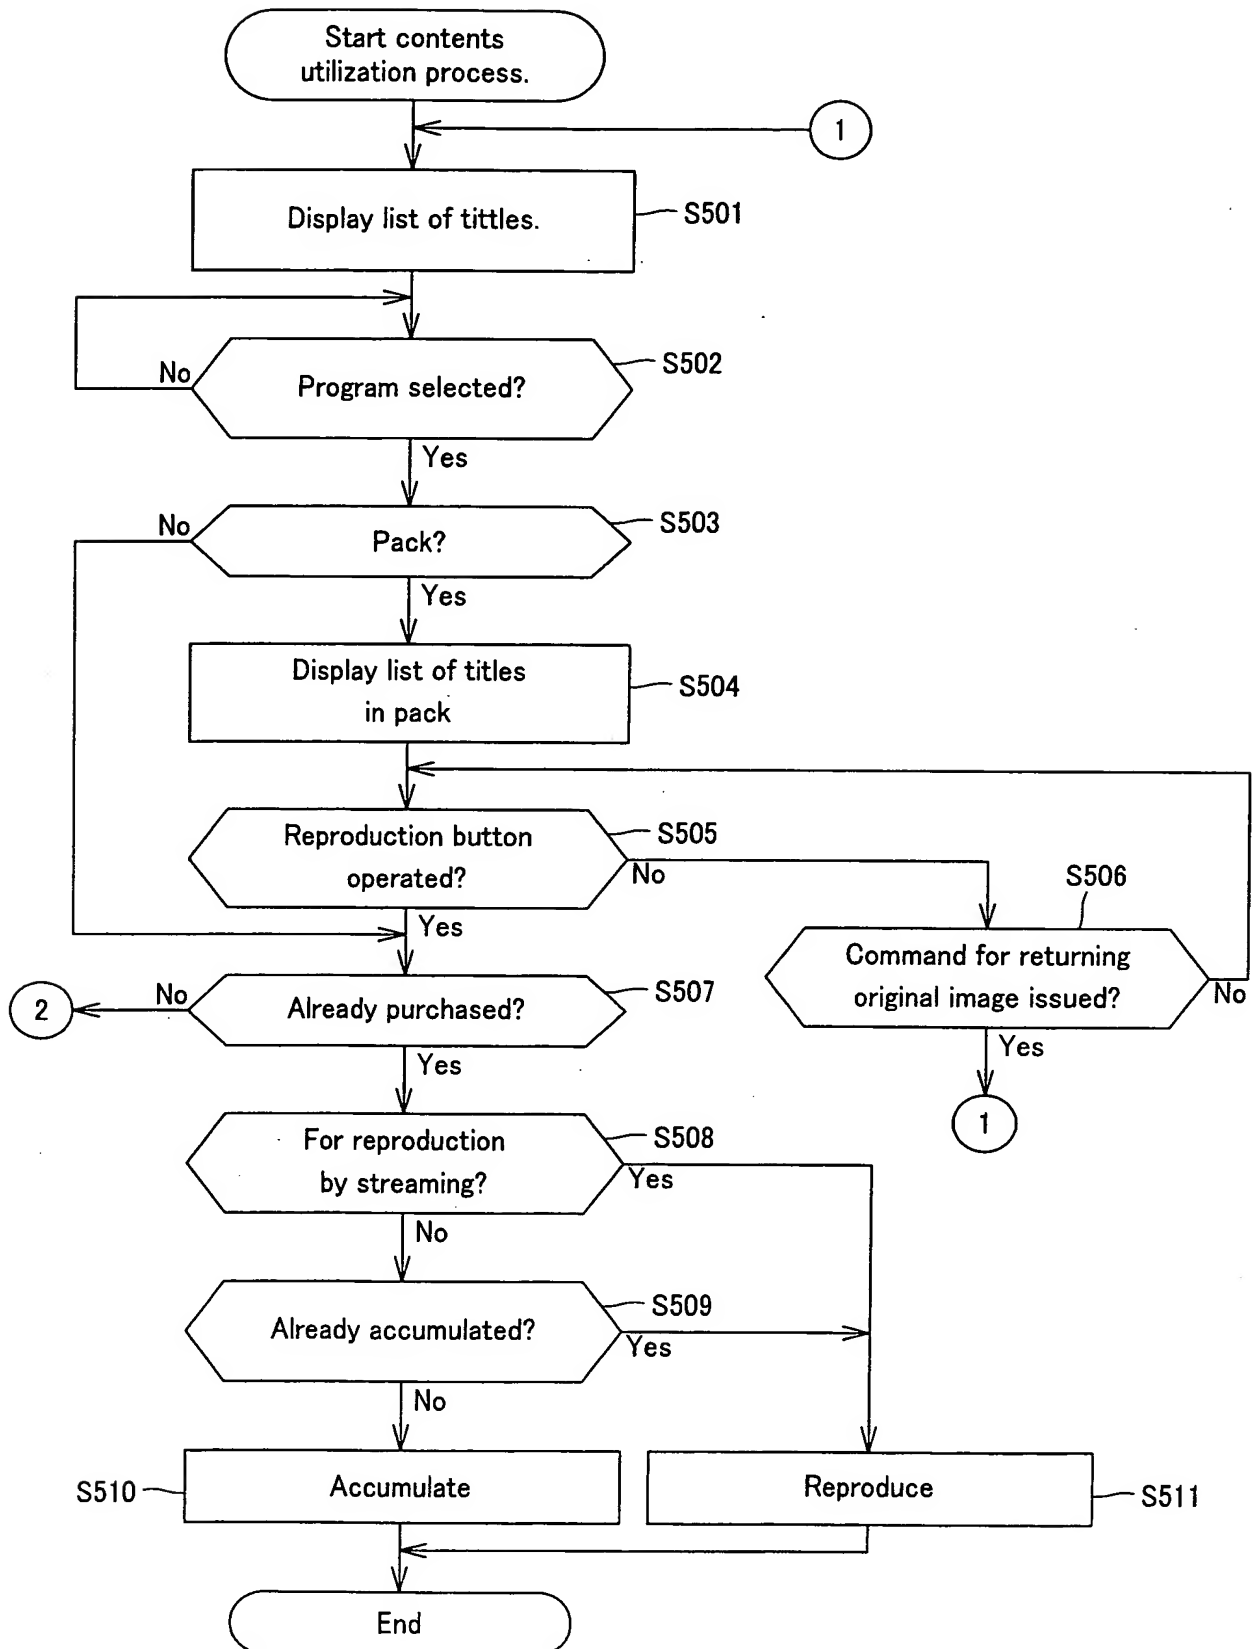 Start contents
utilization process.
1
Display list of tittles.
S501
No
Program selected?
S502
Yes
No
Pack?
S503
Yes
Display list of titles
in pack
S504
Reproduction button
operated?
S505
No
Yes
S506
Command for returning
original image issued?
No
Yes
1
2
No
Already purchased?
S507
Yes
For reproduction
by streaming?
S508
Yes
No
Already accumulated?
S509
Yes
No
S510
Accumulate
Reproduce
S511
End